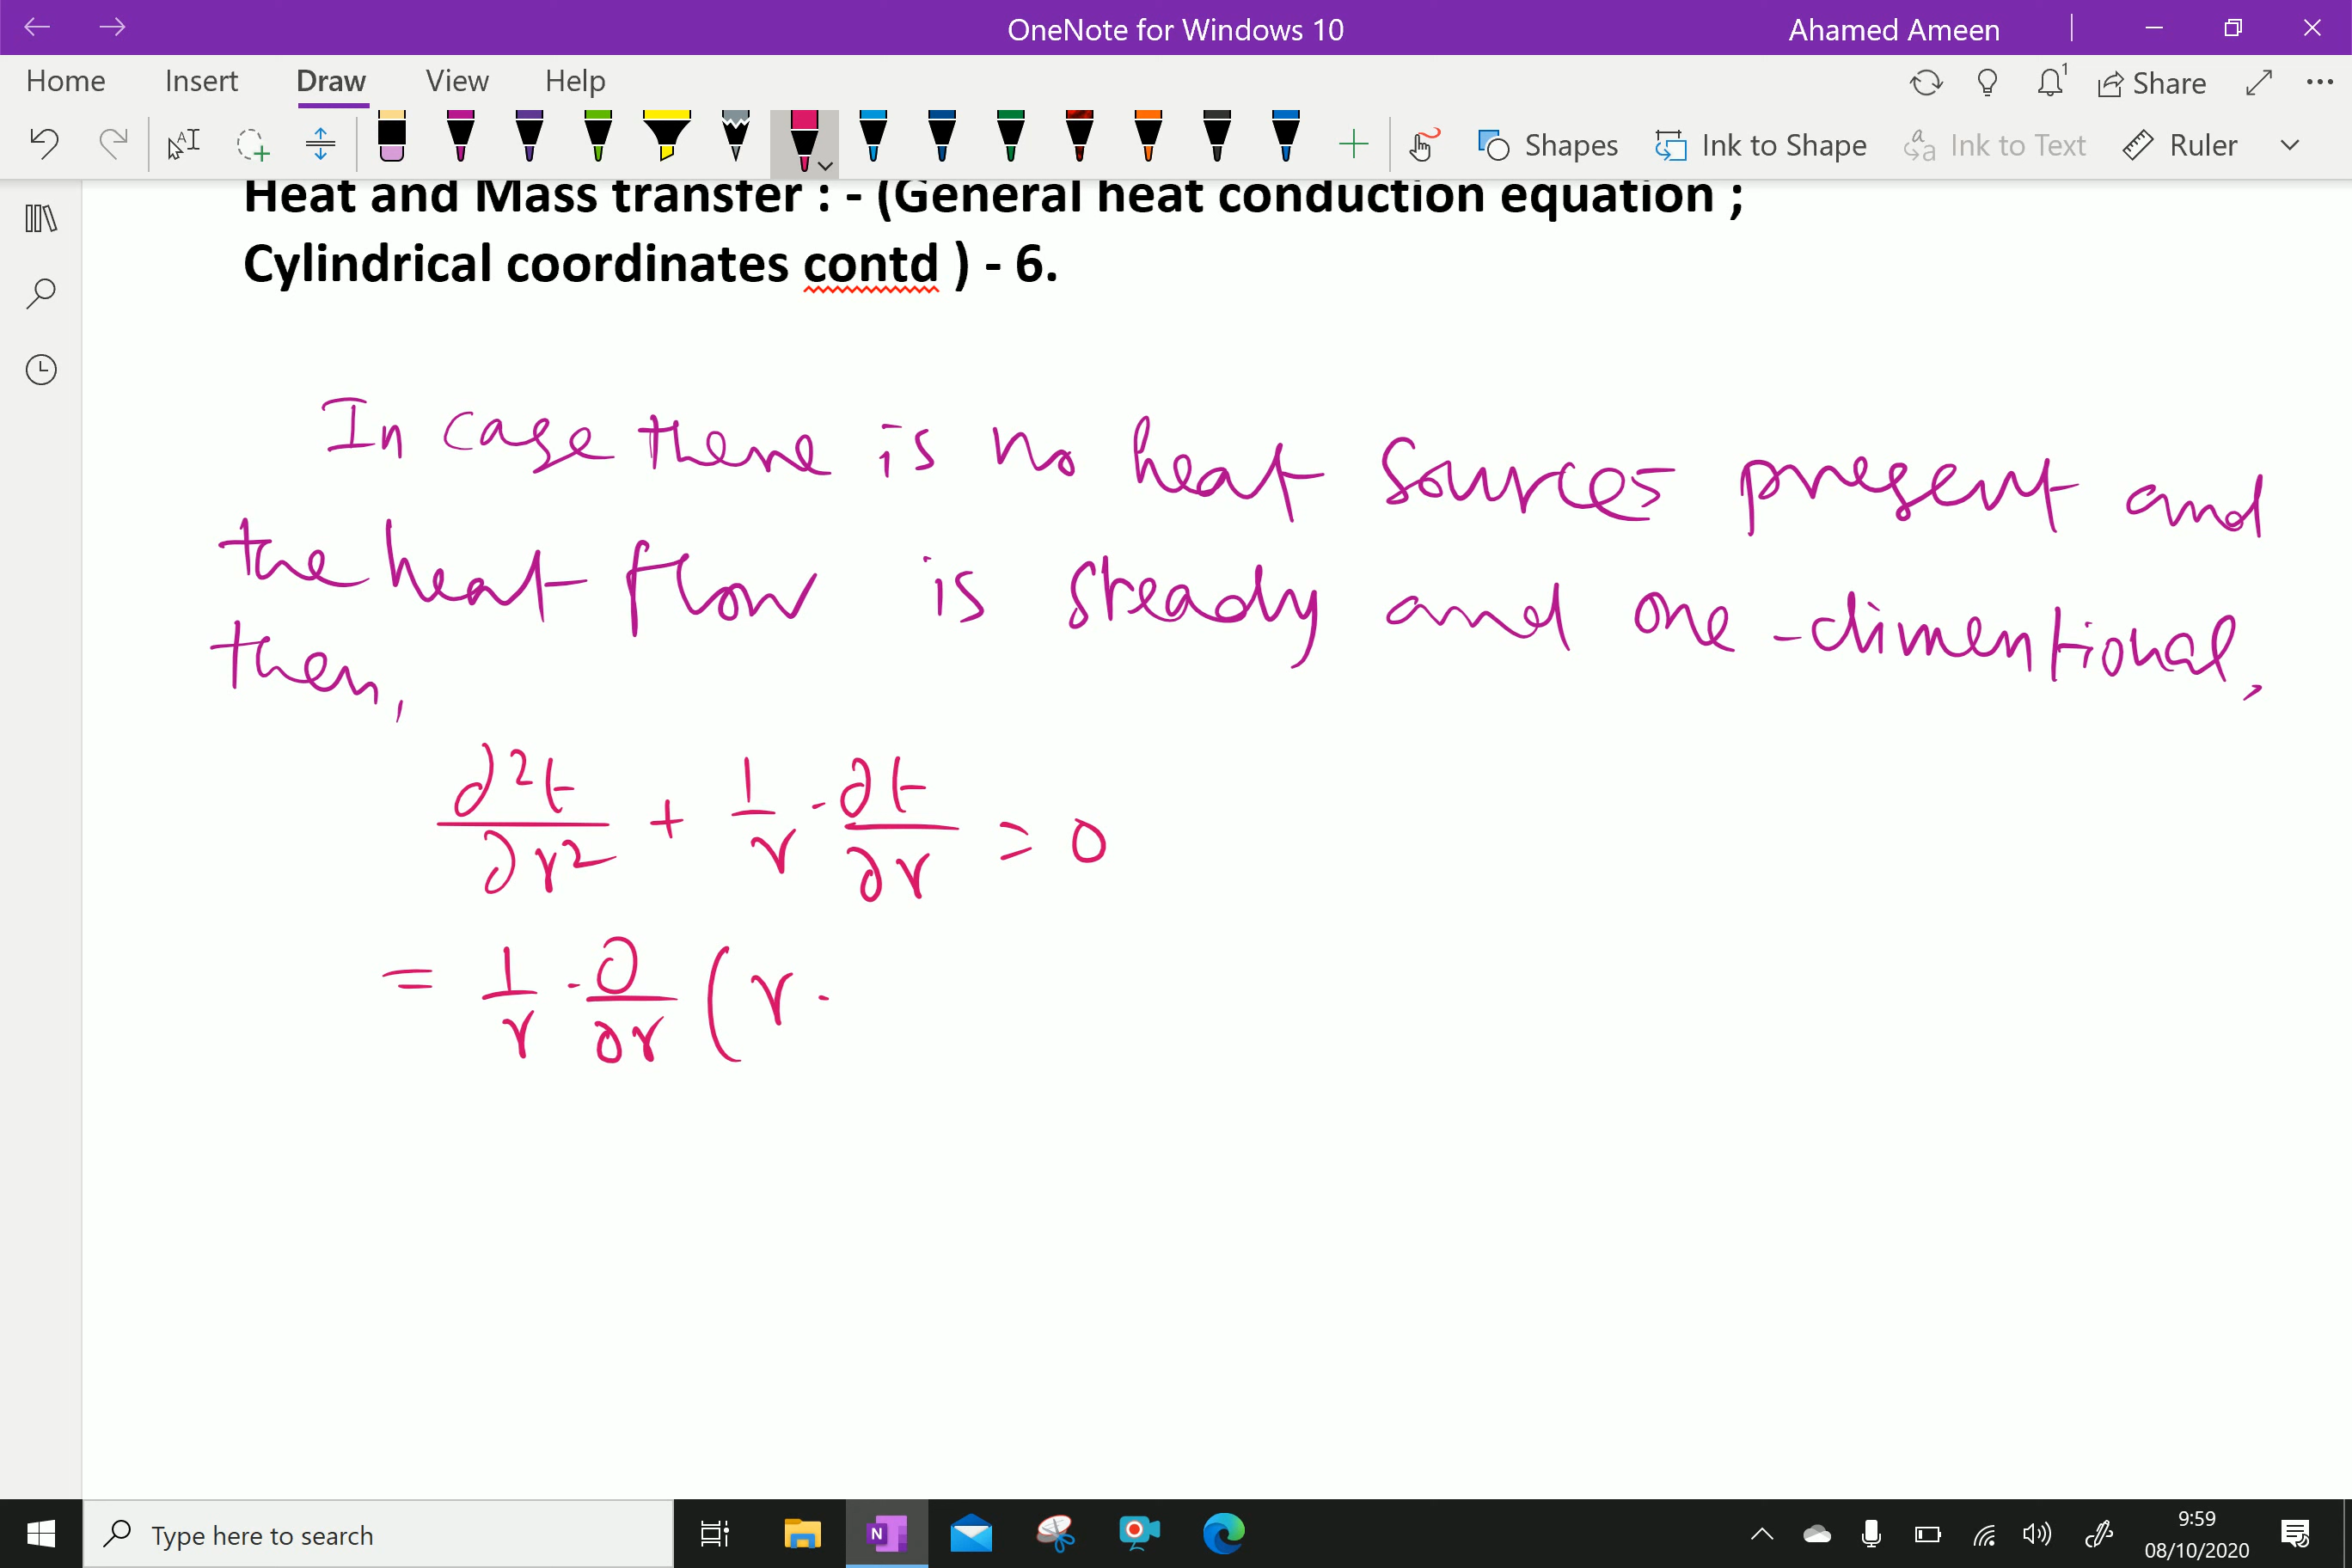 OneNote for Windows 10
Ahamed Ameen
Home Insert Draw View Help
1 Share
Shapes Ink to Shape Ink to Text Ruler
Heat and Mass transfer : - (General heat conduction equation ;
Cylindrical coordinates contd ) - 6.
In case there is no heat sources present and
the heat flow is steady and one-dimentional,
then,
∂²t/∂r² + 1/r · ∂t/∂r = 0
= 1/r · ∂/∂r ( r ·
Type here to search
N
9:59
08/10/2020